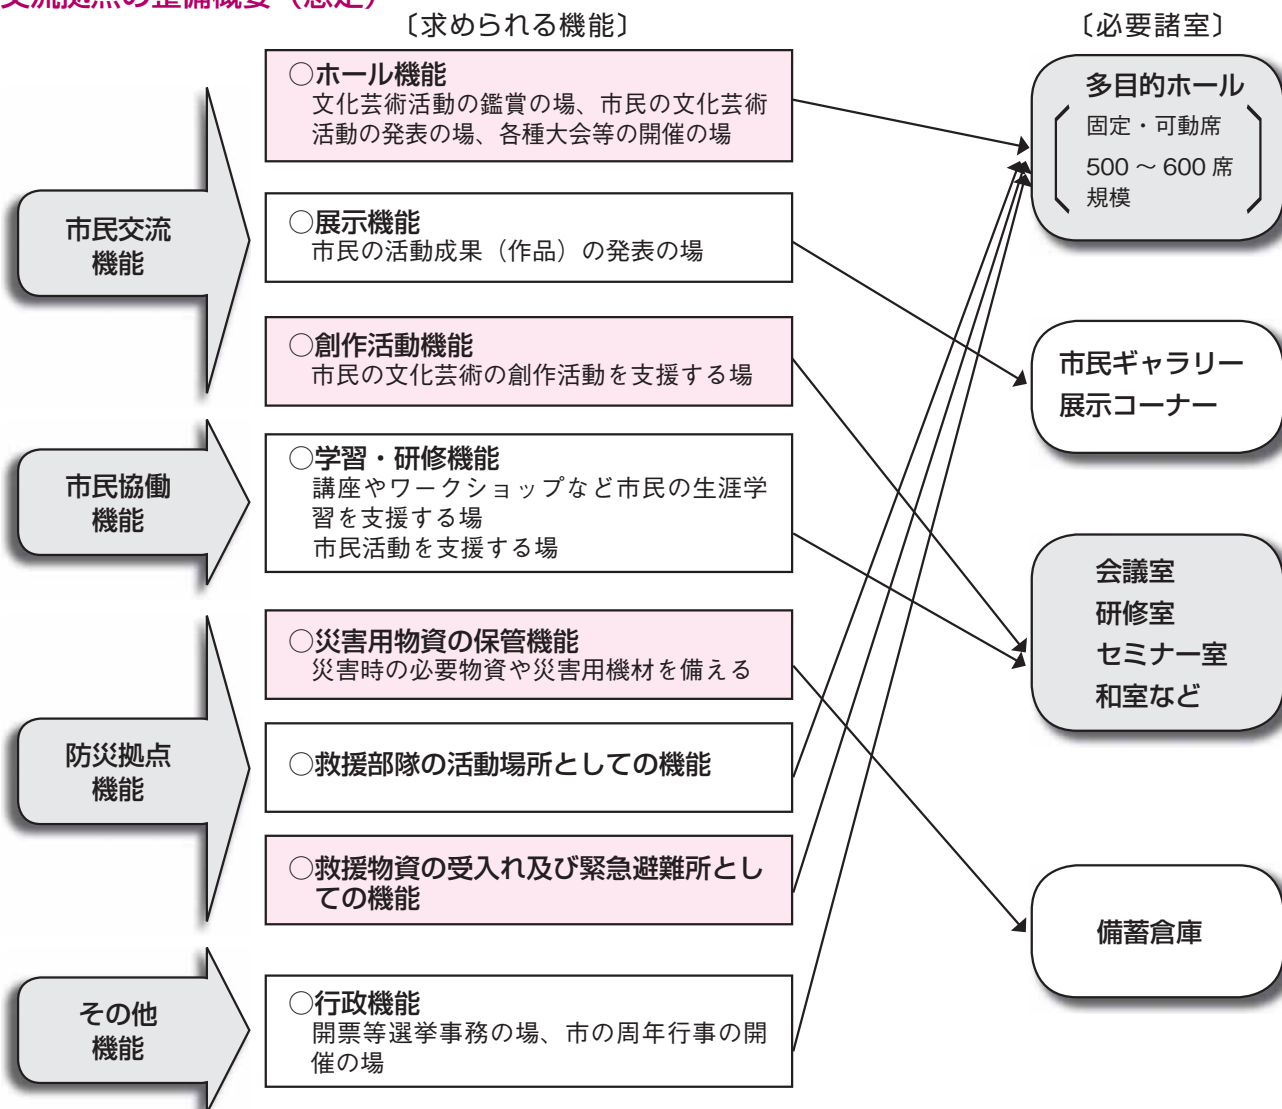 交流拠点の整備概要(想定)
〔求められる機能〕
〔必要諸室〕
市民交流
機能
○ホール機能
文化芸術活動の鑑賞の場、市民の文化芸術
活動の発表の場、各種大会等の開催の場
○展示機能
市民の活動成果(作品)の発表の場
○創作活動機能
市民の文化芸術の創作活動を支援する場
市民協働
機能
○学習・研修機能
講座やワークショップなど市民の生涯学
習を支援する場
市民活動を支援する場
防災拠点
機能
○災害用物資の保管機能
災害時の必要物資や災害用機材を備える
○救援部隊の活動場所としての機能
○救援物資の受入れ及び緊急避難所とし
ての機能
その他
機能
○行政機能
開票等選挙事務の場、市の周年行事の開
催の場
多目的ホール
固定・可動席
500 ～ 600 席
規模
市民ギャラリー
展示コーナー
会議室
研修室
セミナー室
和室など
備蓄倉庫